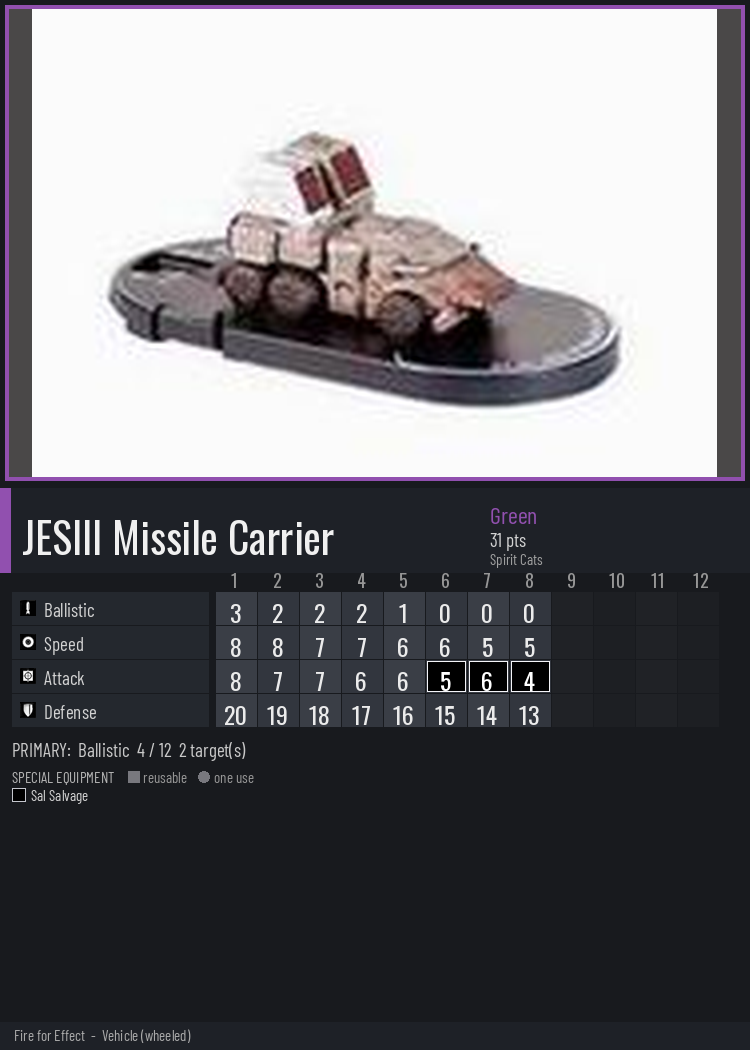 JESIII Missile Carrier
Green
31 pts
Spirit Cats
1 2 3 4 5 6 7 8 9 10 11 12
Ballistic 3 2 2 2 1 0 0 0
Speed 8 8 7 7 6 6 5 5
Attack 8 7 7 6 6 5 6 4
Defense 20 19 18 17 16 15 14 13
PRIMARY: Ballistic 4 / 12 2 target(s)
SPECIAL EQUIPMENT reusable one use
Sal Salvage
Fire for Effect - Vehicle (wheeled)